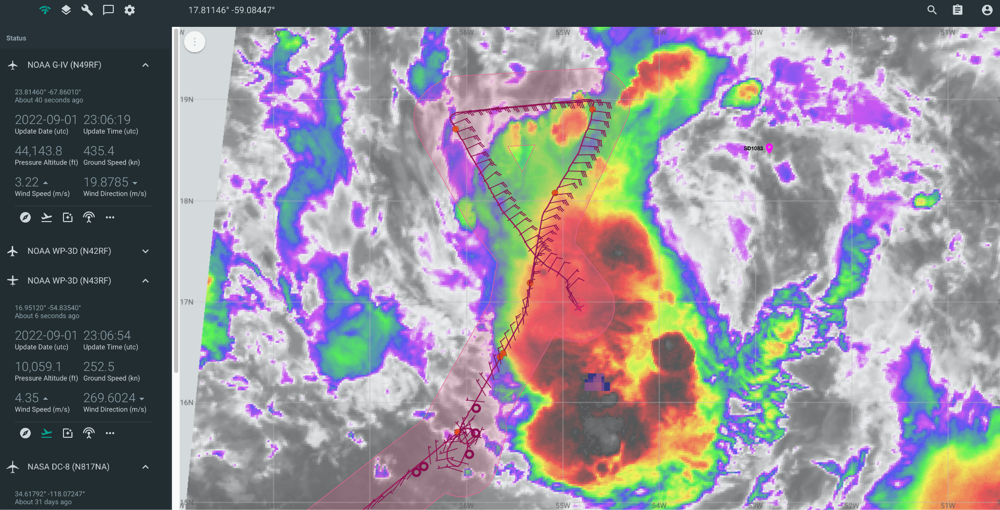 17.81146° -59.08447°
Status
NOAA G-IV (N49RF)
23.81460° -67.86010°
About 40 seconds ago
2022-09-01 23:06:19
Update Date (utc) Update Time (utc)
44,143.8 435.4
Pressure Altitude (ft) Ground Speed (kn)
3.22 19.8785
Wind Speed (m/s) Wind Direction (m/s)
NOAA WP-3D (N42RF)
NOAA WP-3D (N43RF)
16.95120° -54.83540°
About 6 seconds ago
2022-09-01 23:06:54
Update Date (utc) Update Time (utc)
10,059.1 252.5
Pressure Altitude (ft) Ground Speed (kn)
4.35 269.6024
Wind Speed (m/s) Wind Direction (m/s)
NASA DC-8 (N817NA)
34.61792° -118.07247°
About 31 days ago
W 58W 57W 56W 55W 54W 53W 52W 51W
19N
SD1083
18N
17N
16N
15N
W 58W 56W 55W 54W 53W 52W 51W